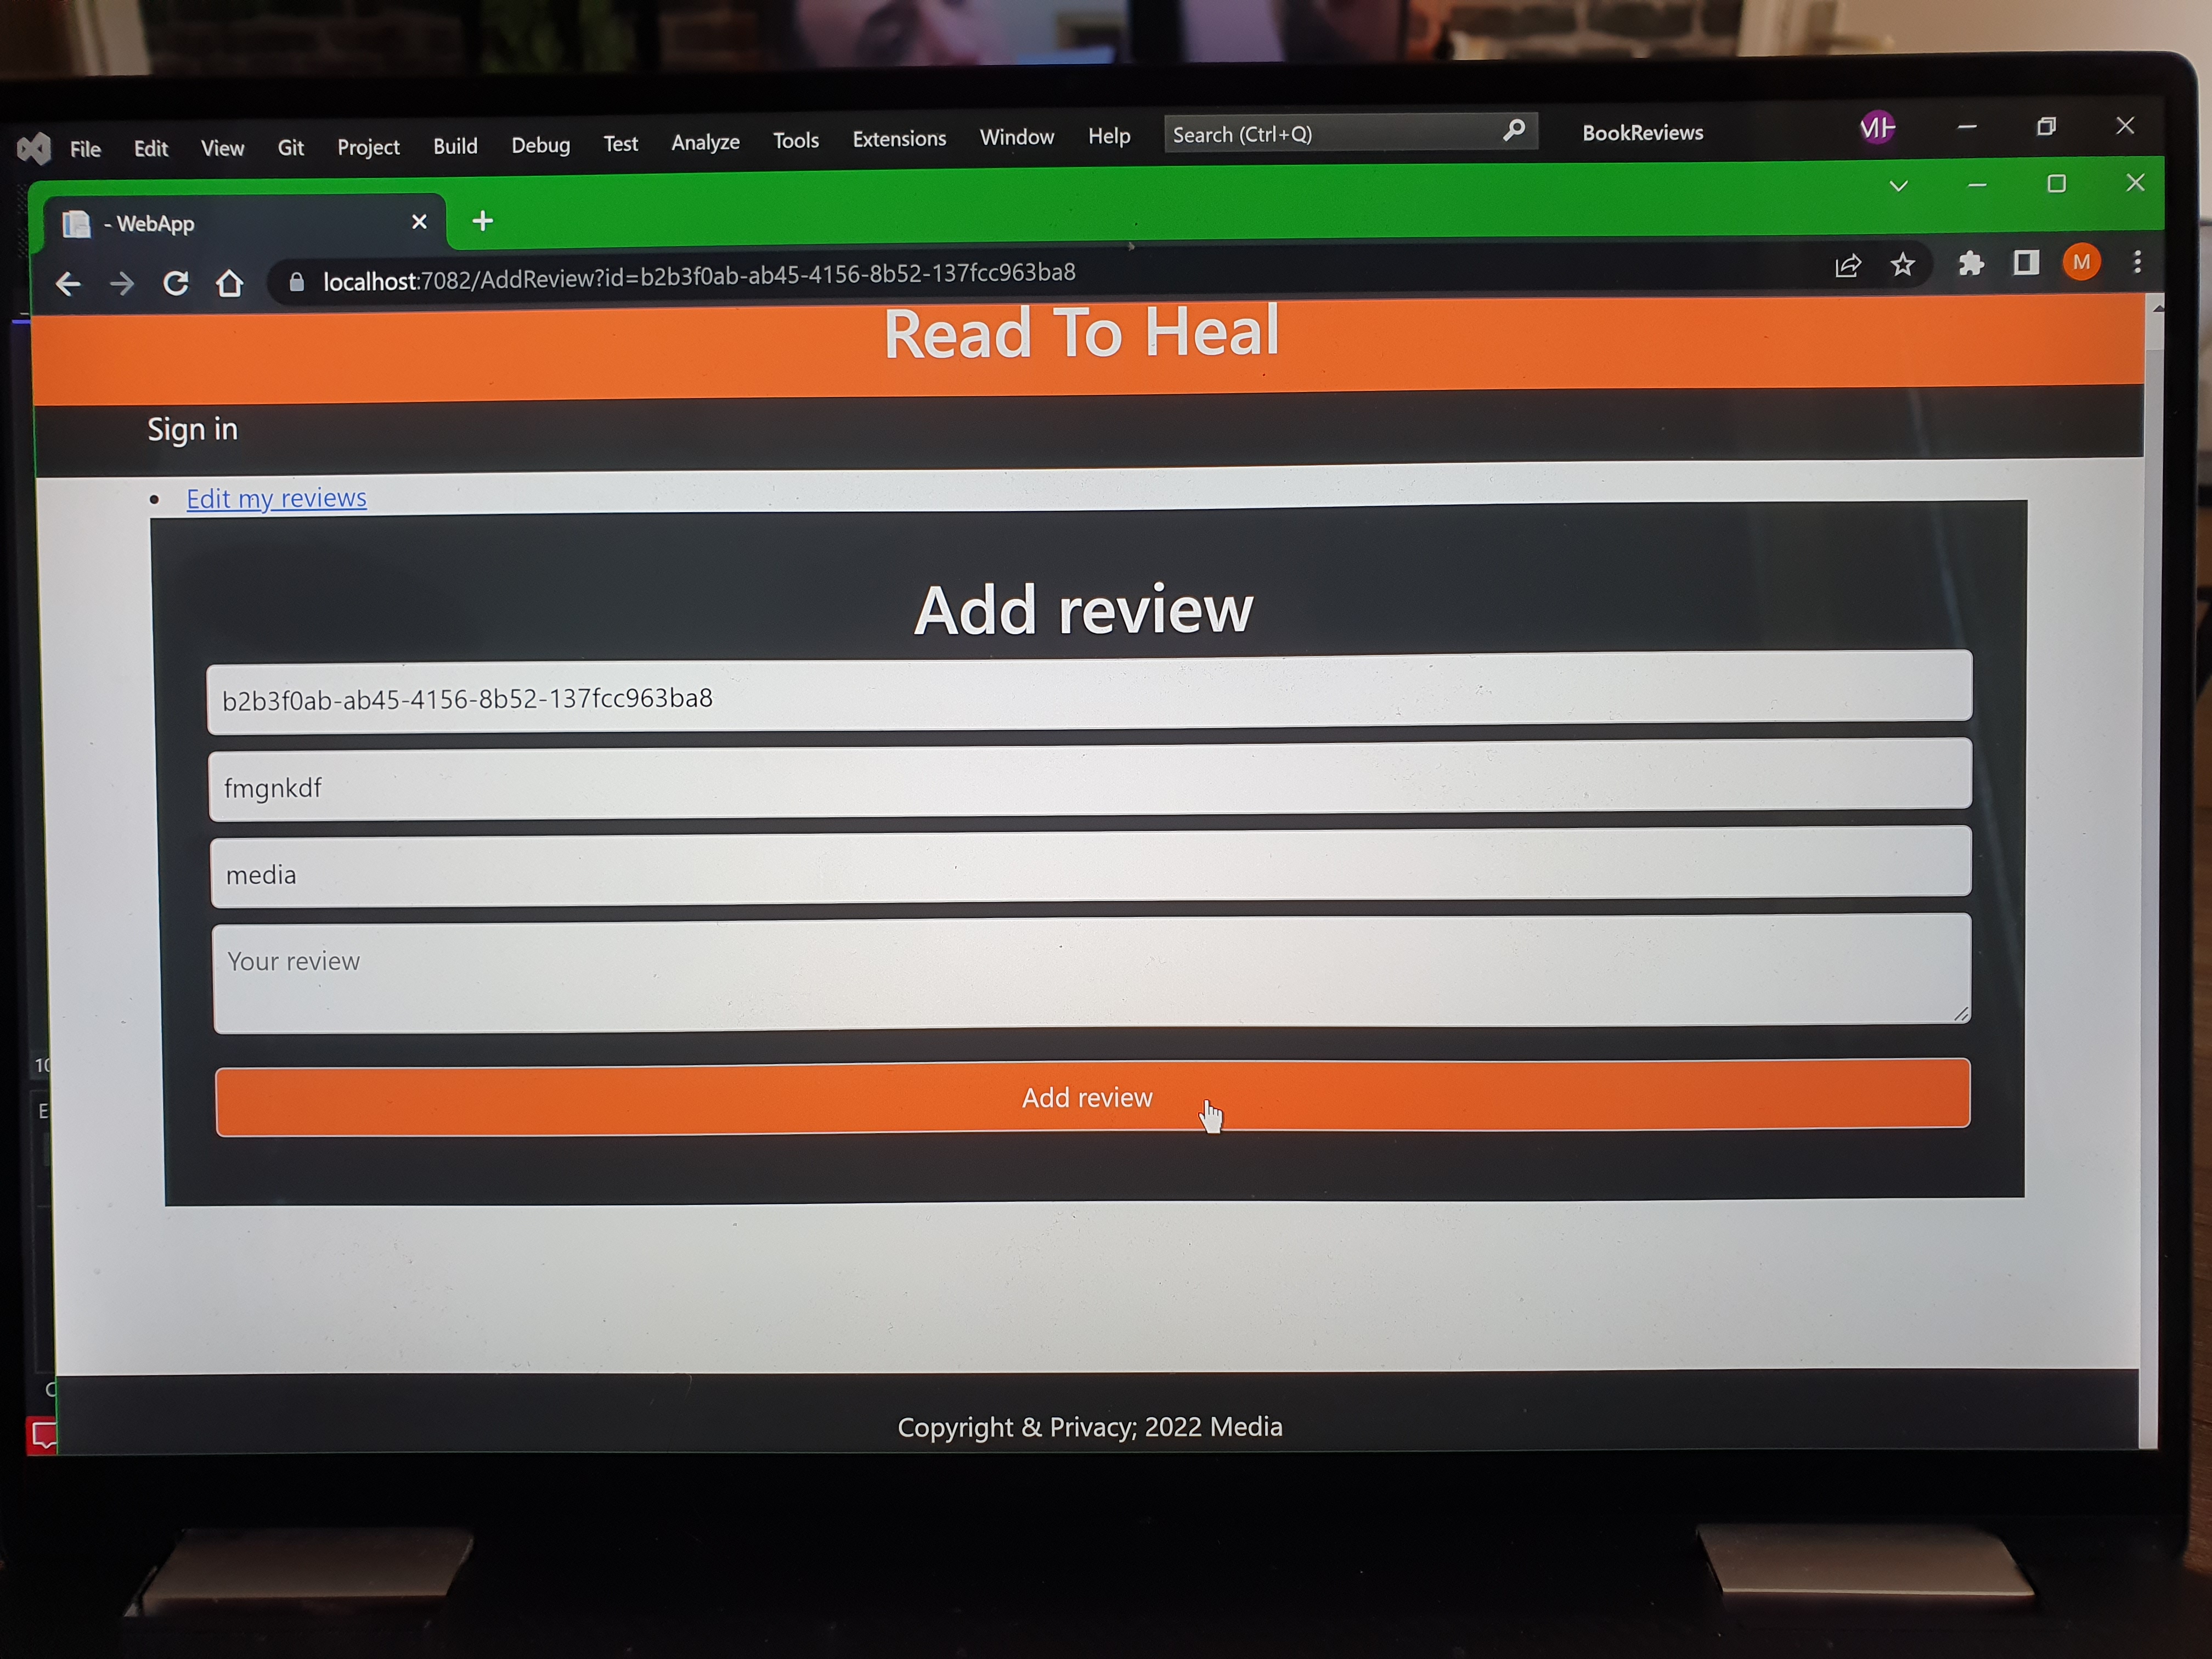 File Edit View Git Project Build Debug Test Analyze Tools Extensions Window Help Search (Ctrl+Q) BookReviews
- WebApp
localhost:7082/AddReview?id=b2b3f0ab-ab45-4156-8b52-137fcc963ba8 M
Read To Heal
Sign in
Edit my reviews
Add review
b2b3f0ab-ab45-4156-8b52-137fcc963ba8
fmgnkdf
media
Your review
Add review
Copyright & Privacy; 2022 Media